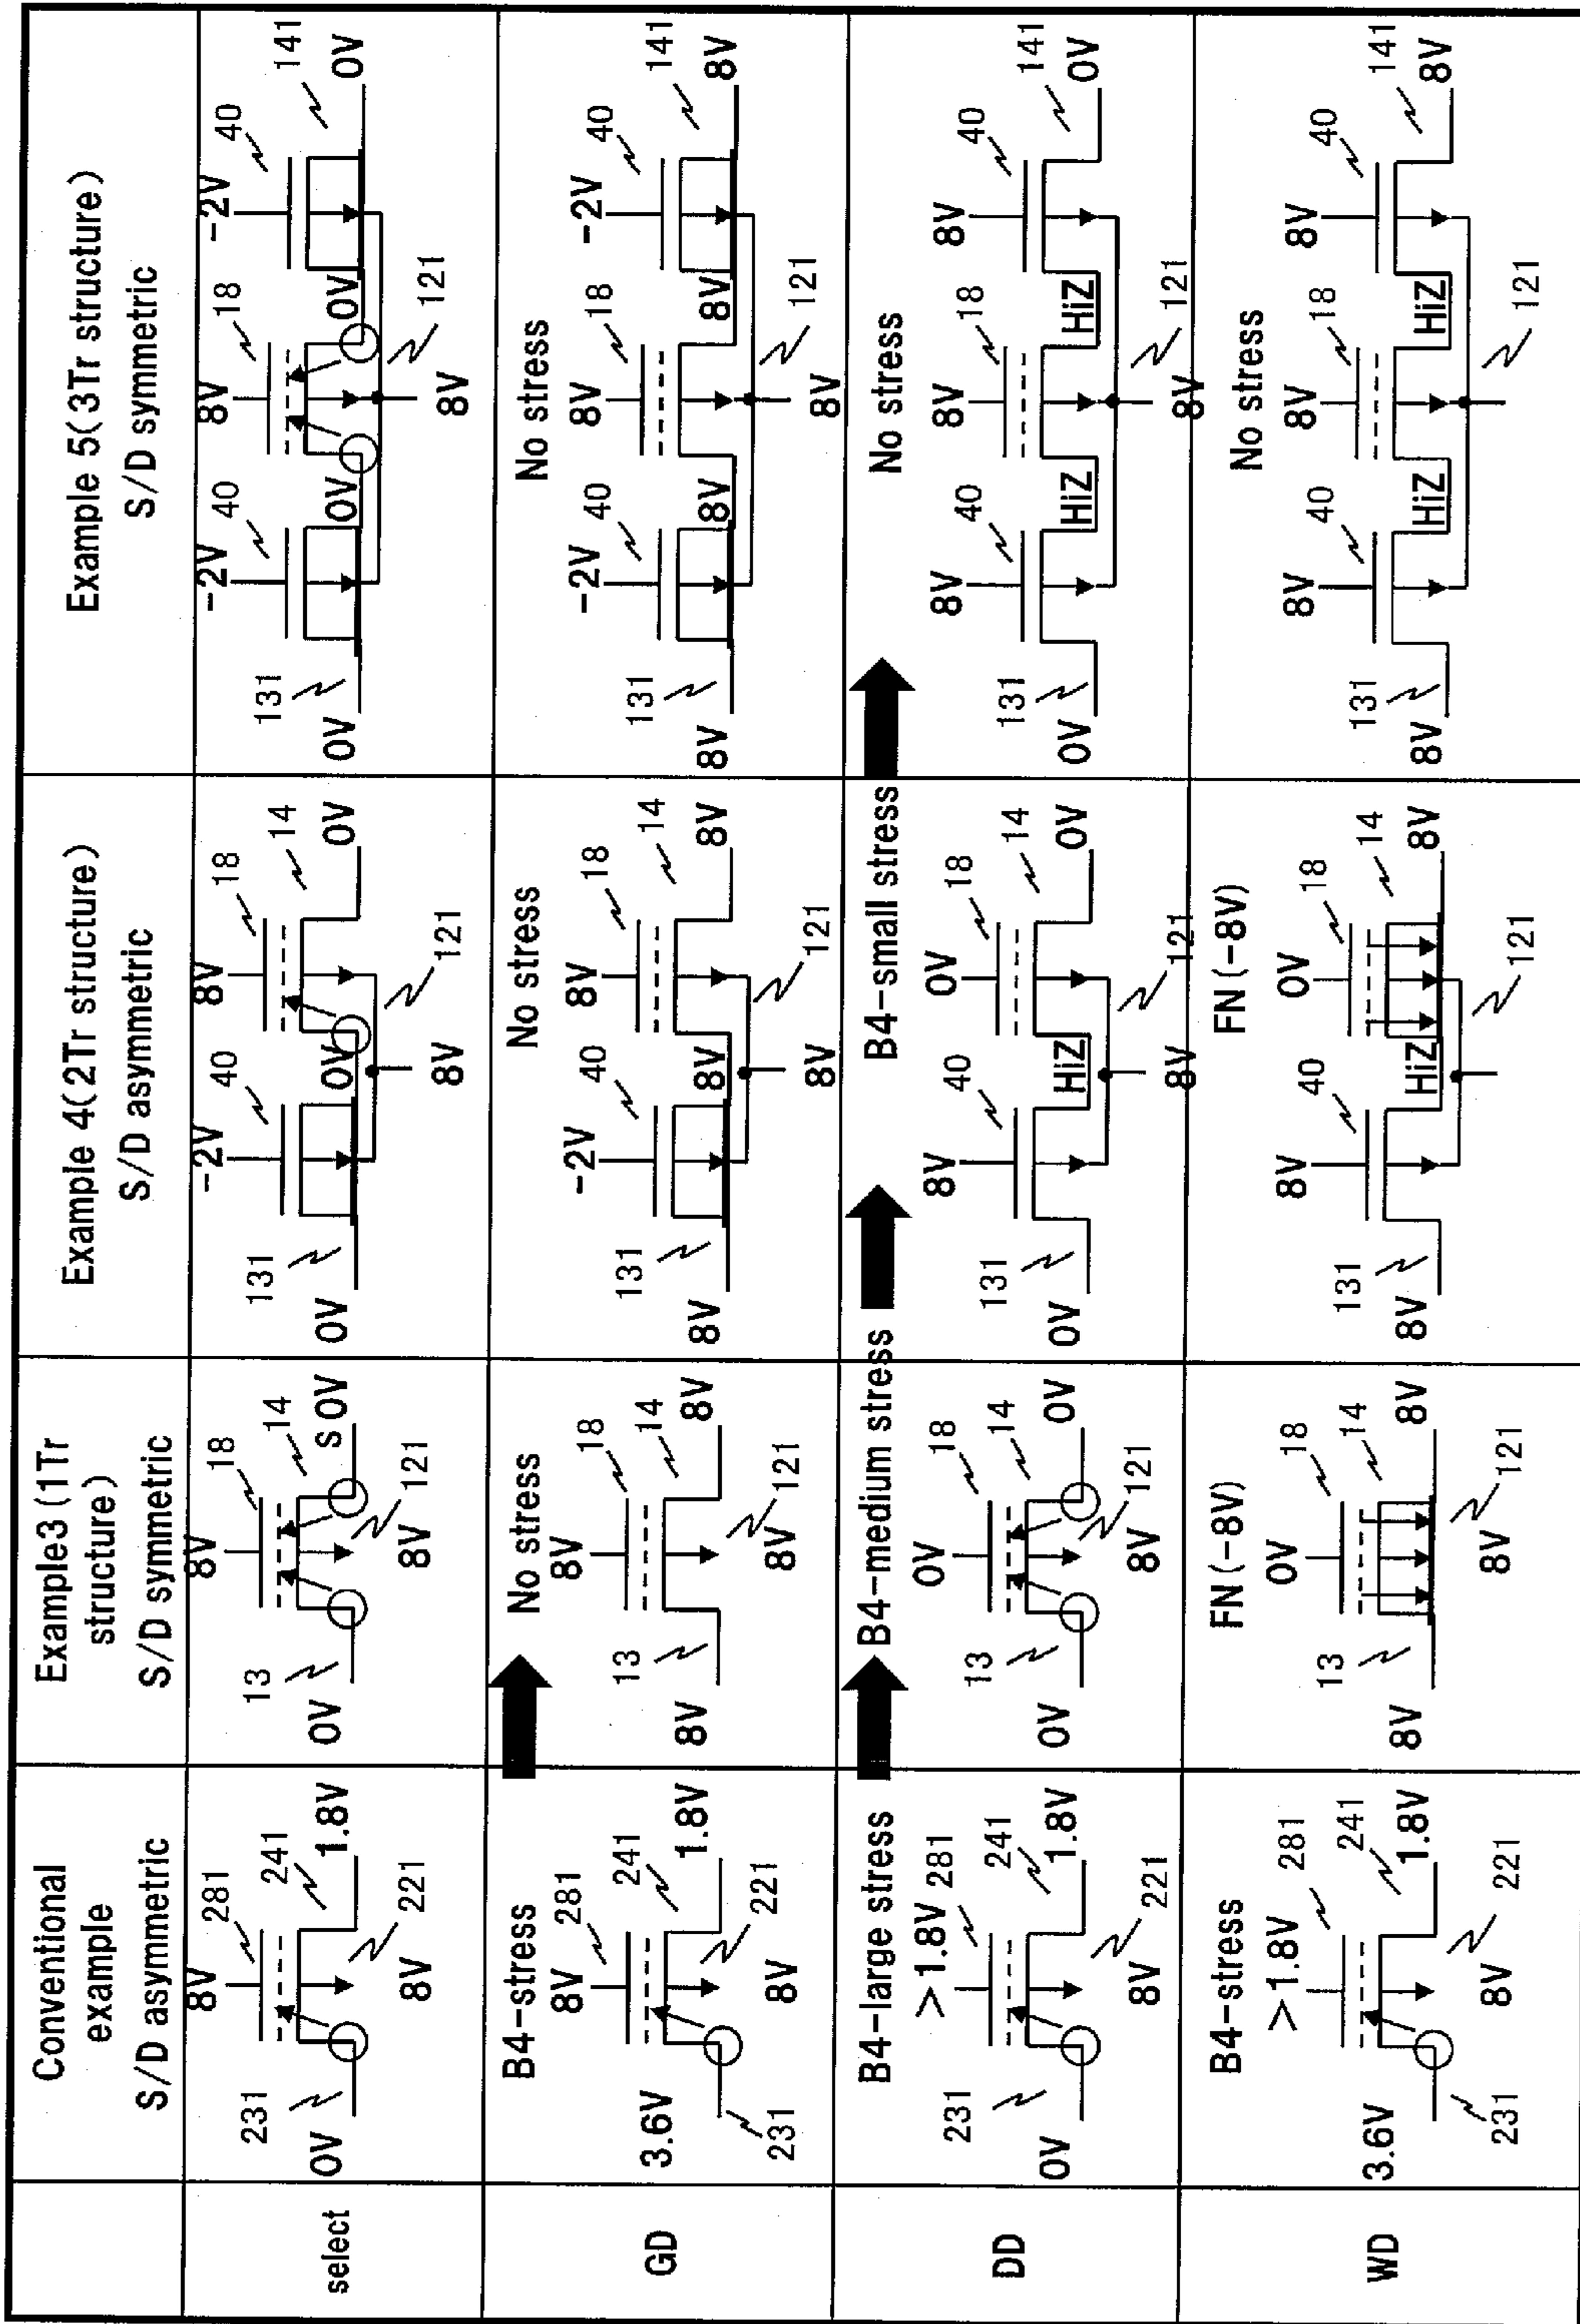 Conventional
example
S/D asymmetric
Example3 (1Tr
structure)
S/D symmetric
Example 4(2Tr structure)
S/D asymmetric
Example 5(3Tr structure)
S/D symmetric
select
8V
281
241
231
0V
1.8V
221
8V
8V
18
14
13
0V
s 0V
121
8V
-2V
40
8V
18
14
131
0V
0V
0V
121
8V
-2V
40
8V
18
-2V
40
141
131
0V
0V
0V
0V
121
8V
GD
B4-stress
8V
281
241
3.6V
1.8V
231
221
8V
No stress
8V
18
14
13
8V
8V
121
8V
No stress
-2V
40
8V
18
14
131
8V
8V
8V
121
8V
No stress
-2V
40
8V
18
-2V
40
141
131
8V
8V
8V
8V
121
8V
DD
B4-large stress
>1.8V
281
241
231
0V
1.8V
221
8V
B4-medium stress
0V
18
14
13
0V
0V
121
8V
B4-small stress
8V
40
0V
18
14
131
0V
HiZ
0V
121
8V
No stress
8V
40
8V
18
8V
40
141
131
0V
HiZ
HiZ
0V
121
8V
WD
B4-stress
>1.8V
281
241
3.6V
1.8V
231
221
8V
FN(-8V)
0V
18
14
13
8V
8V
121
8V
FN(-8V)
8V
40
0V
18
14
131
8V
HiZ
8V
121
No stress
8V
40
8V
18
8V
40
141
131
8V
HiZ
HiZ
8V
121